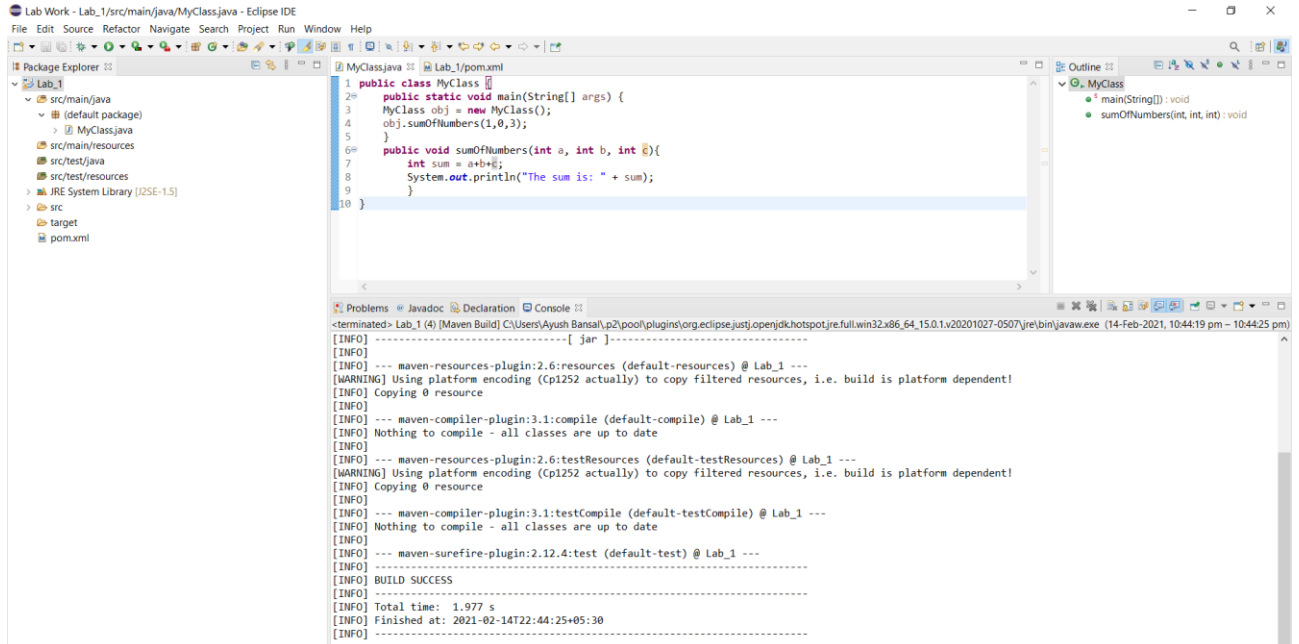 Lab Work - Lab_1/src/main/java/MyClass.java - Eclipse IDE
File Edit Source Refactor Navigate Search Project Run Window Help
Package Explorer
Lab_1
src/main/java
(default package)
MyClass.java
src/main/resources
src/test/java
src/test/resources
JRE System Library [J2SE-1.5]
src
target
pom.xml
MyClass.java Lab_1/pom.xml
1 public class MyClass {
2 public static void main(String[] args) {
3 MyClass obj = new MyClass();
4 obj.sumOfNumbers(1,0,3);
5 }
6 public void sumOfNumbers(int a, int b, int c){
7 int sum = a+b+c;
8 System.out.println("The sum is: " + sum);
9 }
10 }
Outline
MyClass
main(String[]) : void
sumOfNumbers(int, int, int) : void
Problems Javadoc Declaration Console
<terminated> Lab_1 (4) [Maven Build] C:\Users\Ayush Bansal\.p2\pool\plugins\org.eclipse.justj.openjdk.hotspot.jre.full.win32.x86_64_15.0.1.v20201027-0507\jre\bin\javaw.exe (14-Feb-2021, 10:44:19 pm – 10:44:25 pm)
[INFO] --------------------------------[ jar ]---------------------------------
[INFO]
[INFO] --- maven-resources-plugin:2.6:resources (default-resources) @ Lab_1 ---
[WARNING] Using platform encoding (Cp1252 actually) to copy filtered resources, i.e. build is platform dependent!
[INFO] Copying 0 resource
[INFO]
[INFO] --- maven-compiler-plugin:3.1:compile (default-compile) @ Lab_1 ---
[INFO] Nothing to compile - all classes are up to date
[INFO]
[INFO] --- maven-resources-plugin:2.6:testResources (default-testResources) @ Lab_1 ---
[WARNING] Using platform encoding (Cp1252 actually) to copy filtered resources, i.e. build is platform dependent!
[INFO] Copying 0 resource
[INFO]
[INFO] --- maven-compiler-plugin:3.1:testCompile (default-testCompile) @ Lab_1 ---
[INFO] Nothing to compile - all classes are up to date
[INFO]
[INFO] --- maven-surefire-plugin:2.12.4:test (default-test) @ Lab_1 ---
[INFO] ------------------------------------------------------------------------
[INFO] BUILD SUCCESS
[INFO] ------------------------------------------------------------------------
[INFO] Total time: 1.977 s
[INFO] Finished at: 2021-02-14T22:44:25+05:30
[INFO] ------------------------------------------------------------------------